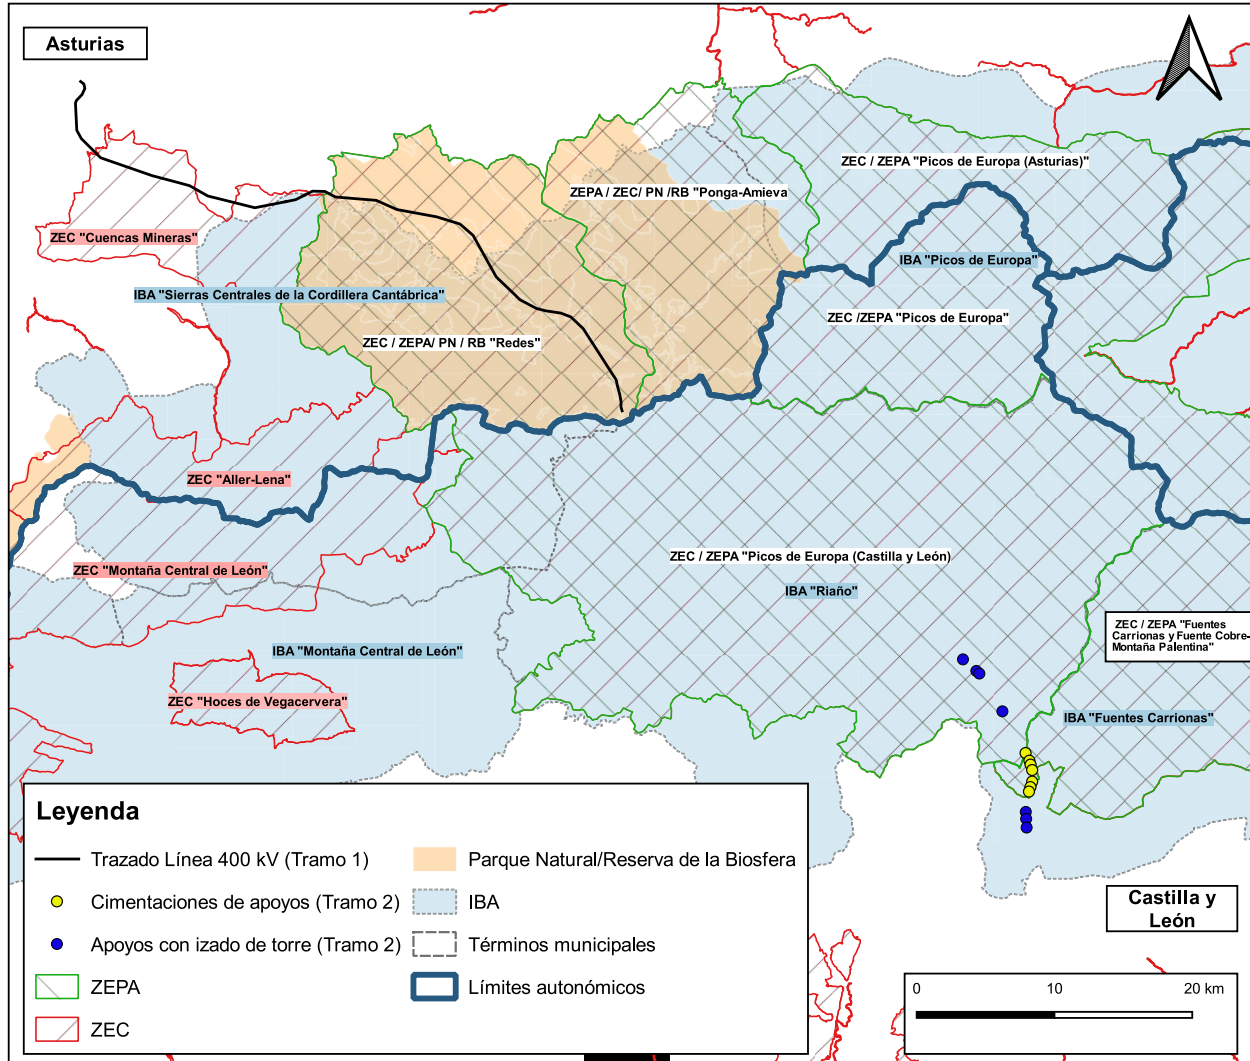 Asturias
ZEC / ZEPA "Picos de Europa (Asturias)"
ZEPA / ZEC/ PN /RB "Ponga-Amieva
ZEC "Cuencas Mineras"
IBA "Picos de Europa"
IBA "Sierras Centrales de la Cordillera Cantábrica"
ZEC /ZEPA "Picos de Europa"
ZEC / ZEPA/ PN / RB "Redes"
ZEC "Aller-Lena"
ZEC / ZEPA "Picos de Europa (Castilla y León)
ZEC "Montaña Central de León"
IBA "Riaño"
ZEC / ZEPA "Fuentes
Carrionas y Fuente Cobre-
Montaña Palentina"
IBA "Montaña Central de León"
ZEC "Hoces de Vegacervera"
IBA "Fuentes Carrionas"
Leyenda
Trazado Línea 400 kV (Tramo 1)
Cimentaciones de apoyos (Tramo 2)
Apoyos con izado de torre (Tramo 2)
ZEPA
ZEC
Parque Natural/Reserva de la Biosfera
IBA
Términos municipales
Límites autonómicos
Castilla y
León
0 10 20 km